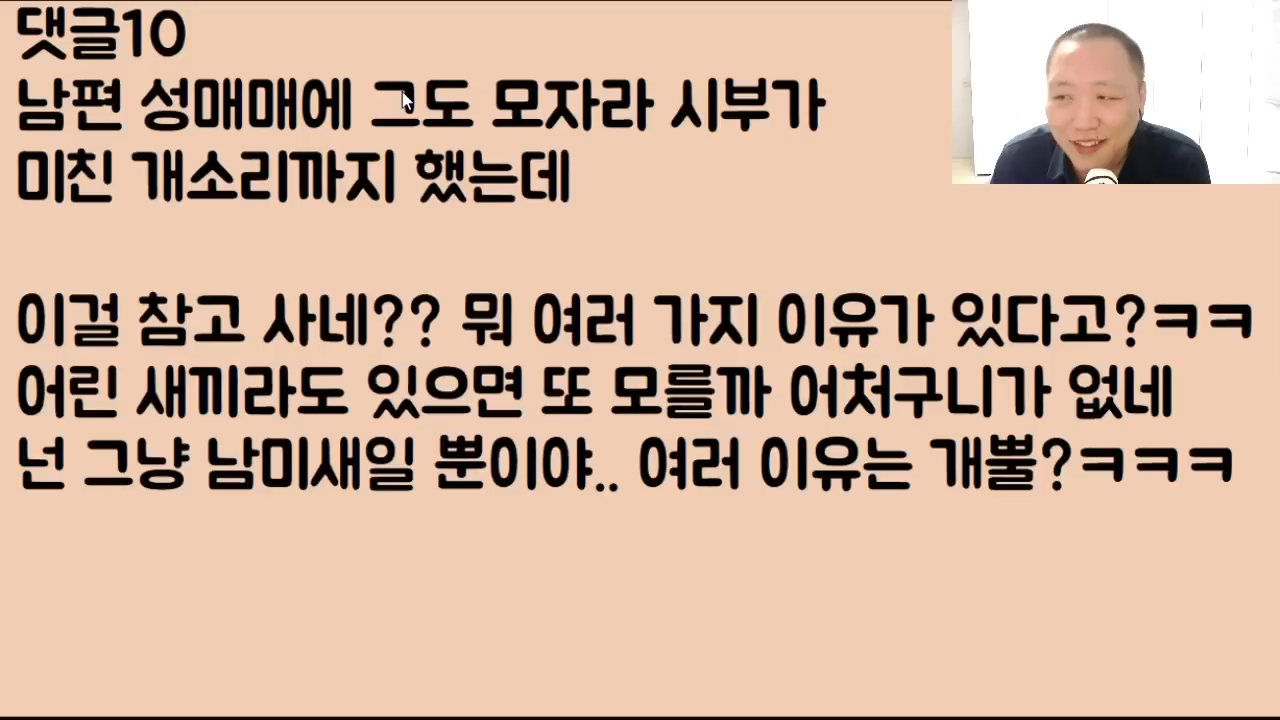 댓글10
남편 성매매에 그도 모자라 시부가
미친 개소리까지 했는데
이걸 참고 사네?? 뭐 여러 가지 이유가 있다고?ㅋㅋ
어린 새끼라도 있으면 또 모를까 어처구니가 없네
넌 그냥 남미새일 뿐이야.. 여러 이유는 개뿔?ㅋㅋㅋ